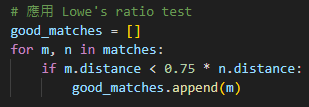 # 應用 Lowe's ratio test
good_matches = []
for m, n in matches:
    if m.distance < 0.75 * n.distance:
        good_matches.append(m)